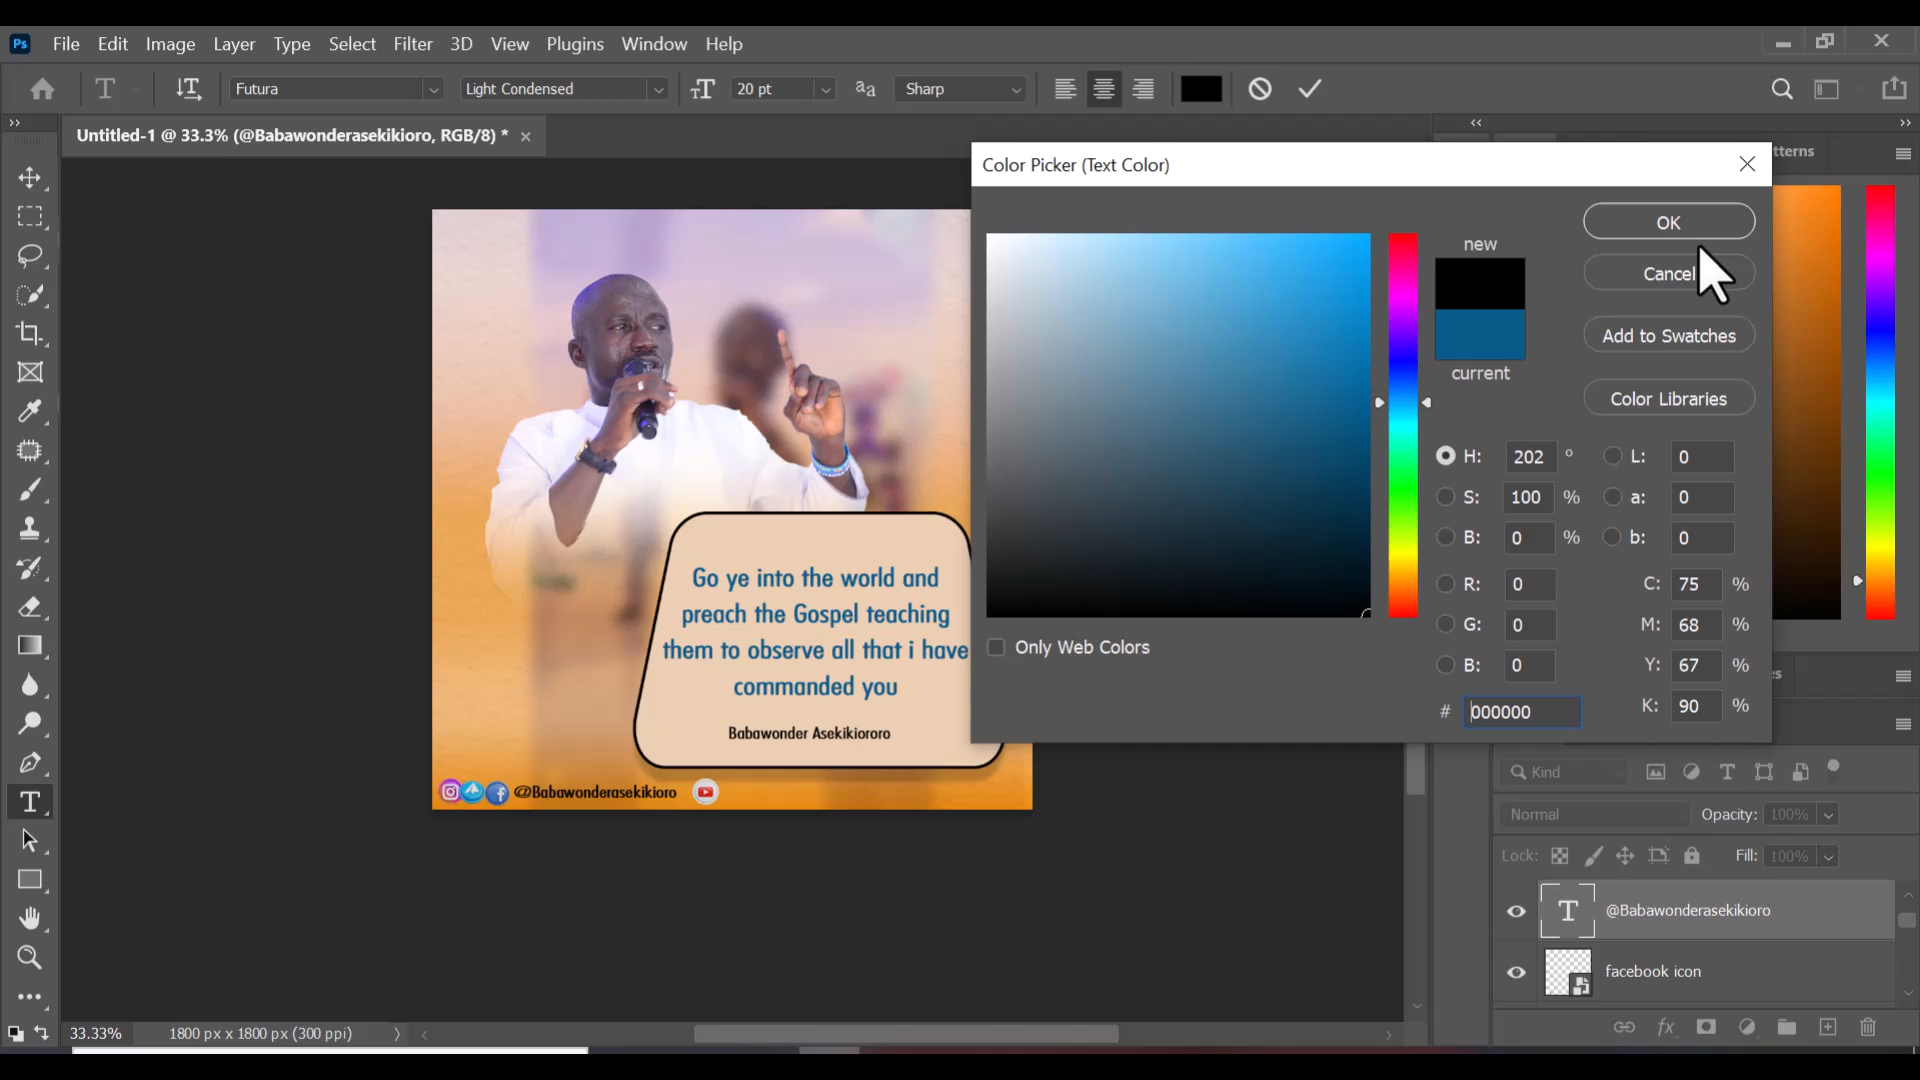 Ps File Edit Image Layer Type Select Filter 3D View Plugins Window Help
T Futura Light Condensed 20 pt aa Sharp
Untitled-1 @ 33.3% (@Babawonderasekikioro, RGB/8) *
Color Picker (Text Color)
tterns
new
current
OK
Cancel
Add to Swatches
Color Libraries
H: 202 °
S: 100 %
B: 0 %
R: 0
G: 0
B: 0
# 000000
L: 0
a: 0
b: 0
C: 75 %
M: 68 %
Y: 67 %
K: 90 %
Only Web Colors
Go ye into the world and
preach the Gospel teaching
them to observe all that i have
commanded you
Babawonder Asekikiororo
@Babawonderasekikioro
Kind
Normal Opacity: 100%
Lock: Fill: 100%
T @Babawonderasekikioro
facebook icon
fx
33.33% 1800 px x 1800 px (300 ppi)